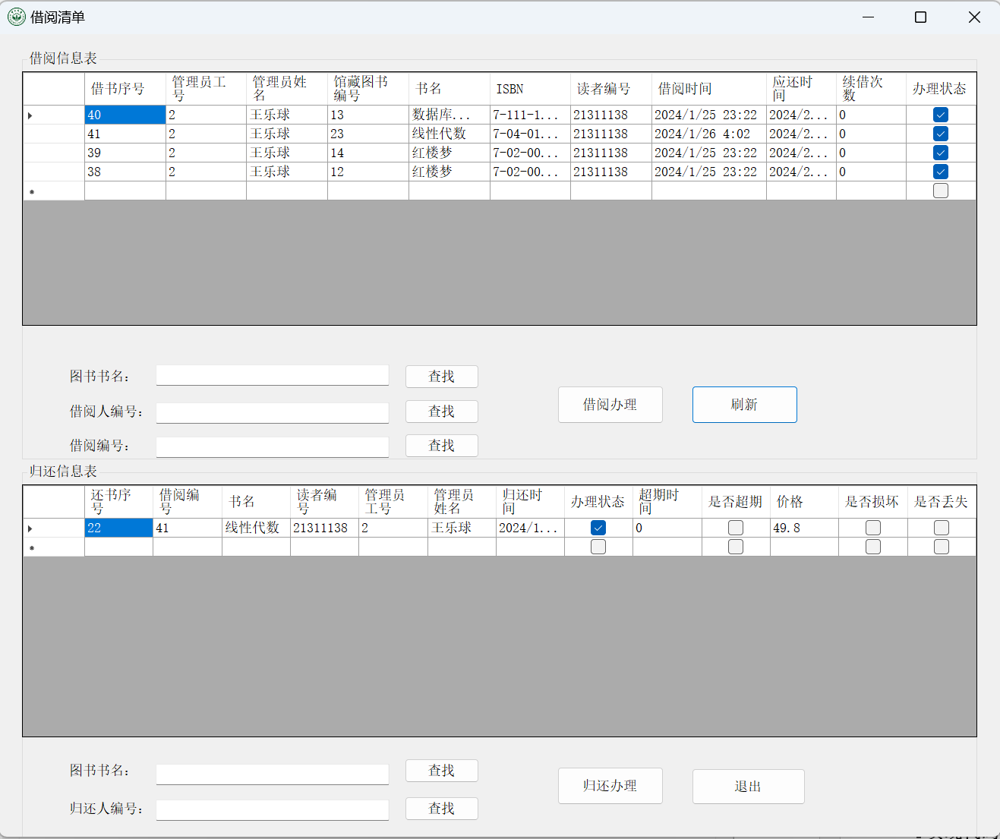 借阅清单
借阅信息表
借书序号 管理员工号 管理员姓名 馆藏图书编号 书名 ISBN 读者编号 借阅时间 应还时间 续借次数 办理状态
40 2 王乐球 13 数据库... 7-111-1... 21311138 2024/1/25 23:22 2024/2... 0
41 2 王乐球 23 线性代数 7-04-01... 21311138 2024/1/26 4:02 2024/2... 0
39 2 王乐球 14 红楼梦 7-02-00... 21311138 2024/1/25 23:22 2024/2... 0
38 2 王乐球 12 红楼梦 7-02-00... 21311138 2024/1/25 23:22 2024/2... 0
图书书名： 查找
借阅人编号： 查找
借阅编号： 查找
借阅办理 刷新
归还信息表
还书序号 借阅编号 书名 读者编号 管理员工号 管理员姓名 归还时间 办理状态 超期时间 是否超期 价格 是否损坏 是否丢失
22 41 线性代数 21311138 2 王乐球 2024/1... 0 49.8
图书书名： 查找
归还人编号： 查找
归还办理 退出